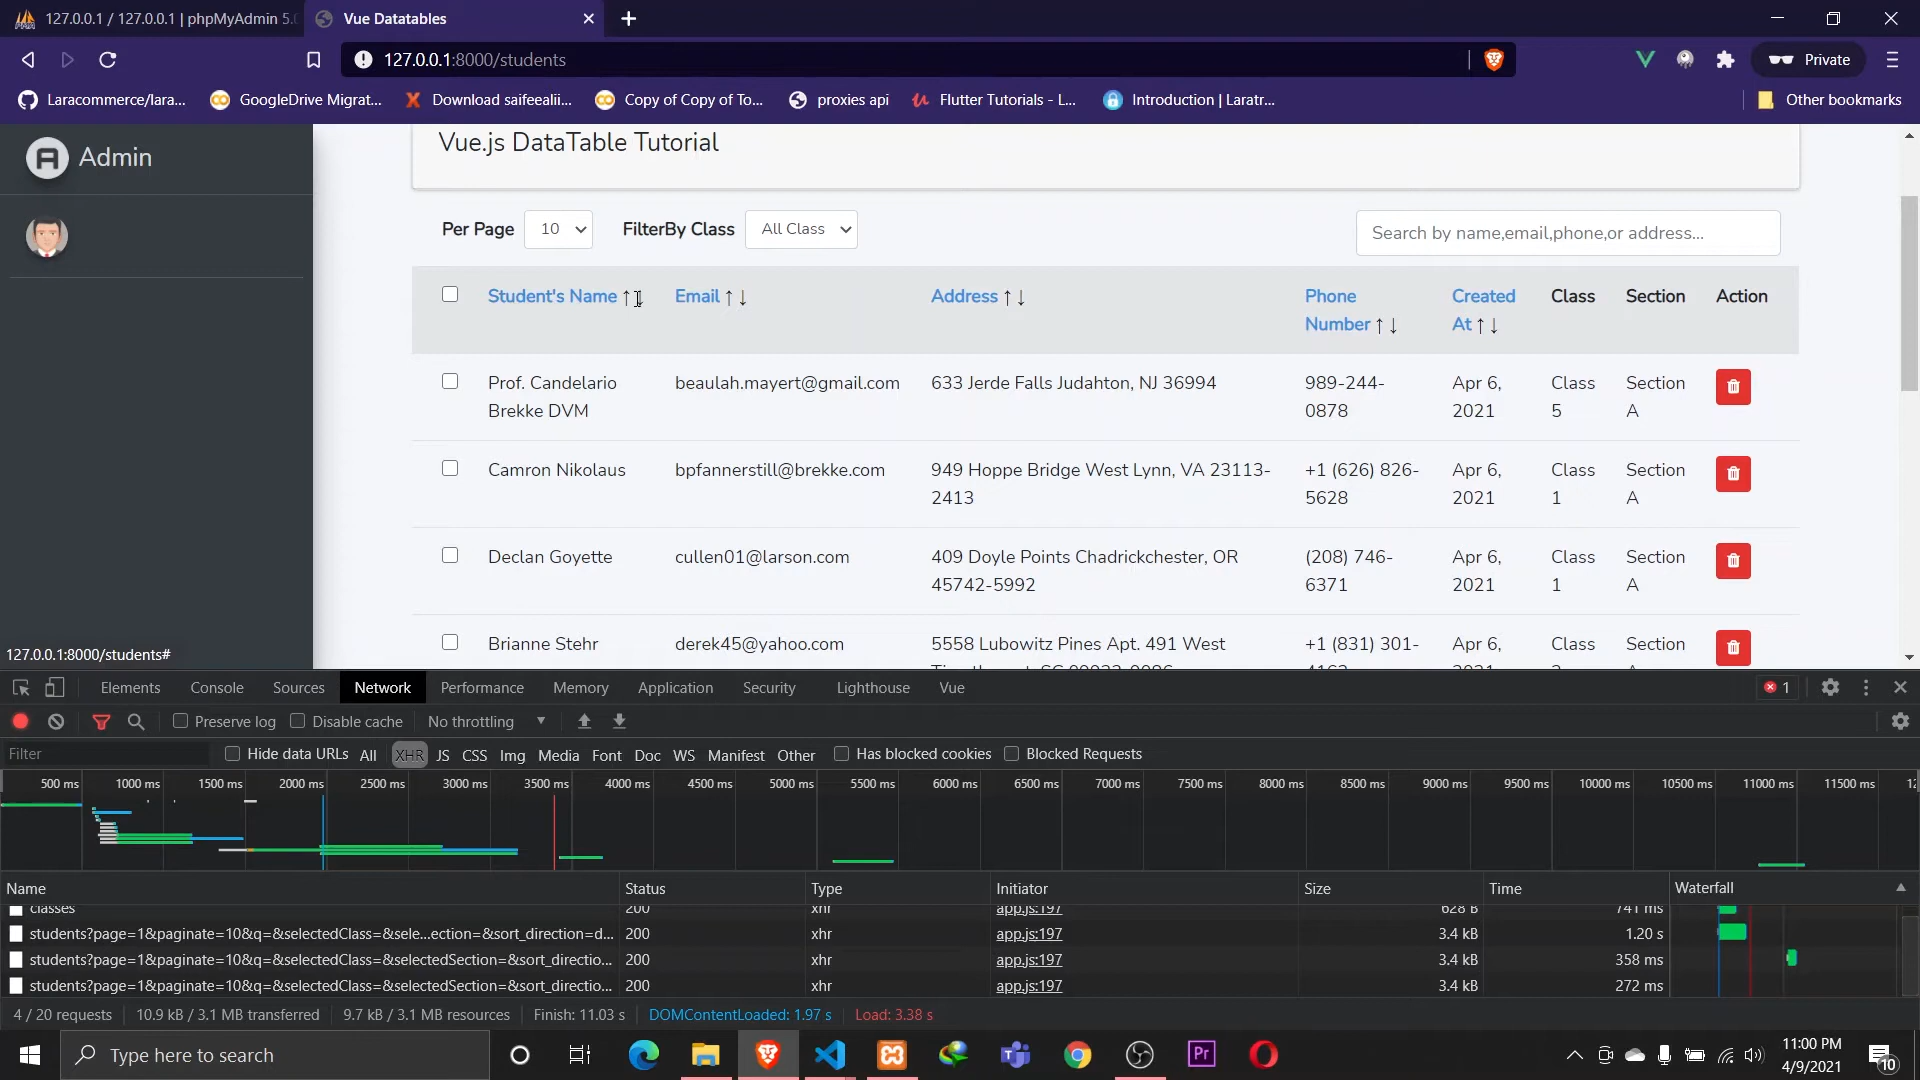 127.0.0.1 / 127.0.0.1 | phpMyAdmin 5.
Vue Datatables
127.0.0.1:8000/students
Private
Laracommerce/lara...
GoogleDrive Migrat...
Download saifeealii...
Copy of Copy of To...
proxies api
Flutter Tutorials - L...
Introduction | Laratr...
Other bookmarks
Admin
Vue.js DataTable Tutorial
Per Page 10 FilterBy Class All Class Search by name,email,phone,or address...
Student's Name ↑↓ Email ↑↓ Address ↑↓ Phone Number ↑↓ Created At ↑↓ Class Section Action
Prof. Candelario Brekke DVM beaulah.mayert@gmail.com 633 Jerde Falls Judahton, NJ 36994 989-244-0878 Apr 6, 2021 Class 5 Section A
Camron Nikolaus bpfannerstill@brekke.com 949 Hoppe Bridge West Lynn, VA 23113-2413 +1 (626) 826-5628 Apr 6, 2021 Class 1 Section A
Declan Goyette cullen01@larson.com 409 Doyle Points Chadrickchester, OR 45742-5992 (208) 746-6371 Apr 6, 2021 Class 1 Section A
Brianne Stehr derek45@yahoo.com 5558 Lubowitz Pines Apt. 491 West +1 (831) 301- Apr 6, Class Section
127.0.0.1:8000/students#
Elements Console Sources Network Performance Memory Application Security Lighthouse Vue 1
Preserve log Disable cache No throttling
Filter Hide data URLs All XHR JS CSS Img Media Font Doc WS Manifest Other Has blocked cookies Blocked Requests
500 ms 1000 ms 1500 ms 2000 ms 2500 ms 3000 ms 3500 ms 4000 ms 4500 ms 5000 ms 5500 ms 6000 ms 6500 ms 7000 ms 7500 ms 8000 ms 8500 ms 9000 ms 9500 ms 10000 ms 10500 ms 11000 ms 11500 ms
Name Status Type Initiator Size Time Waterfall
classes 200 xhr app.js:197 628 B 741 ms
students?page=1&paginate=10&q=&selectedClass=&sele...ection=&sort_direction=d... 200 xhr app.js:197 3.4 kB 1.20 s
students?page=1&paginate=10&q=&selectedClass=&selectedSection=&sort_directio... 200 xhr app.js:197 3.4 kB 358 ms
students?page=1&paginate=10&q=&selectedClass=&selectedSection=&sort_directio... 200 xhr app.js:197 3.4 kB 272 ms
4 / 20 requests 10.9 kB / 3.1 MB transferred 9.7 kB / 3.1 MB resources Finish: 11.03 s DOMContentLoaded: 1.97 s Load: 3.38 s
Type here to search
Pr
11:00 PM
4/9/2021
10